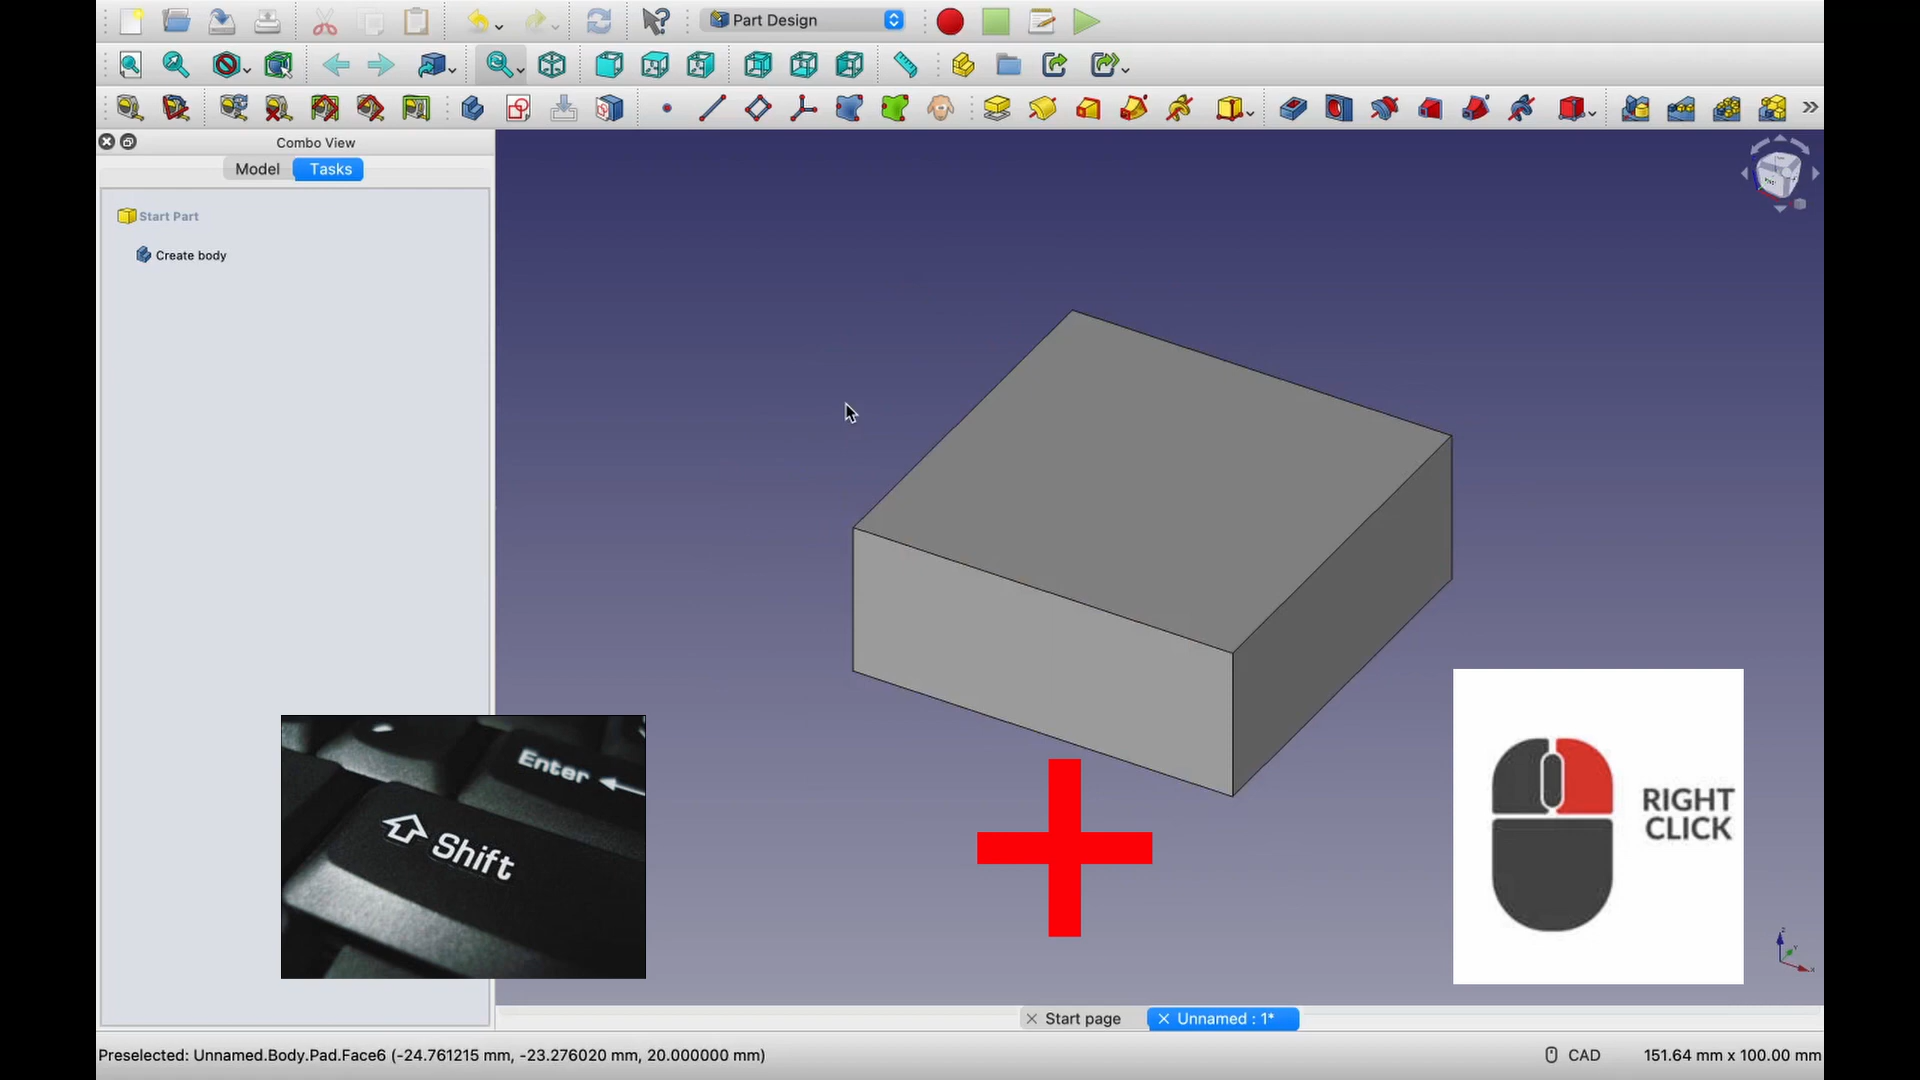 Part Design
Combo View
Model
Tasks
Start Part
Create body
Enter
Shift
RIGHT
CLICK
Start page
Unnamed : 1*
Preselected: Unnamed.Body.Pad.Face6 (-24.761215 mm, -23.276020 mm, 20.000000 mm)
CAD
151.64 mm x 100.00 mm